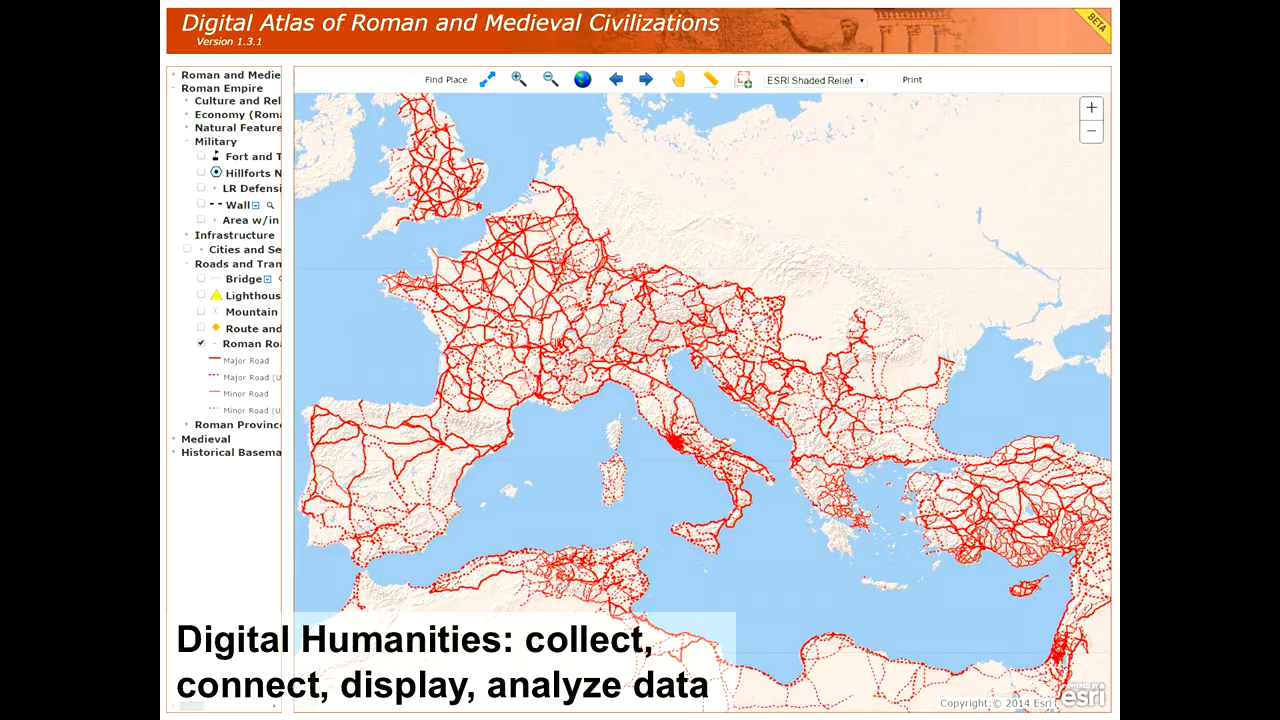 Digital Atlas of Roman and Medieval Civilizations
Version 1.3.1
BETA
Find Place
ESRI Shaded Relief
Print
+
−
Roman and Medie
Roman Empire
Culture and Rel
Economy (Roma
Natural Feature
Military
Fort and T
Hillforts N
LR Defensi
Wall
Area w/in
Infrastructure
Cities and Se
Roads and Tran
Bridge
Lighthous
Mountain
Route and
Roman Roa
Major Road
Major Road (U
Minor Road
Minor Road (U
Roman Provinc
Medieval
Historical Basema
Digital Humanities: collect,
connect, display, analyze data
POWERED BY
esri
Copyright:© 2014 Esri